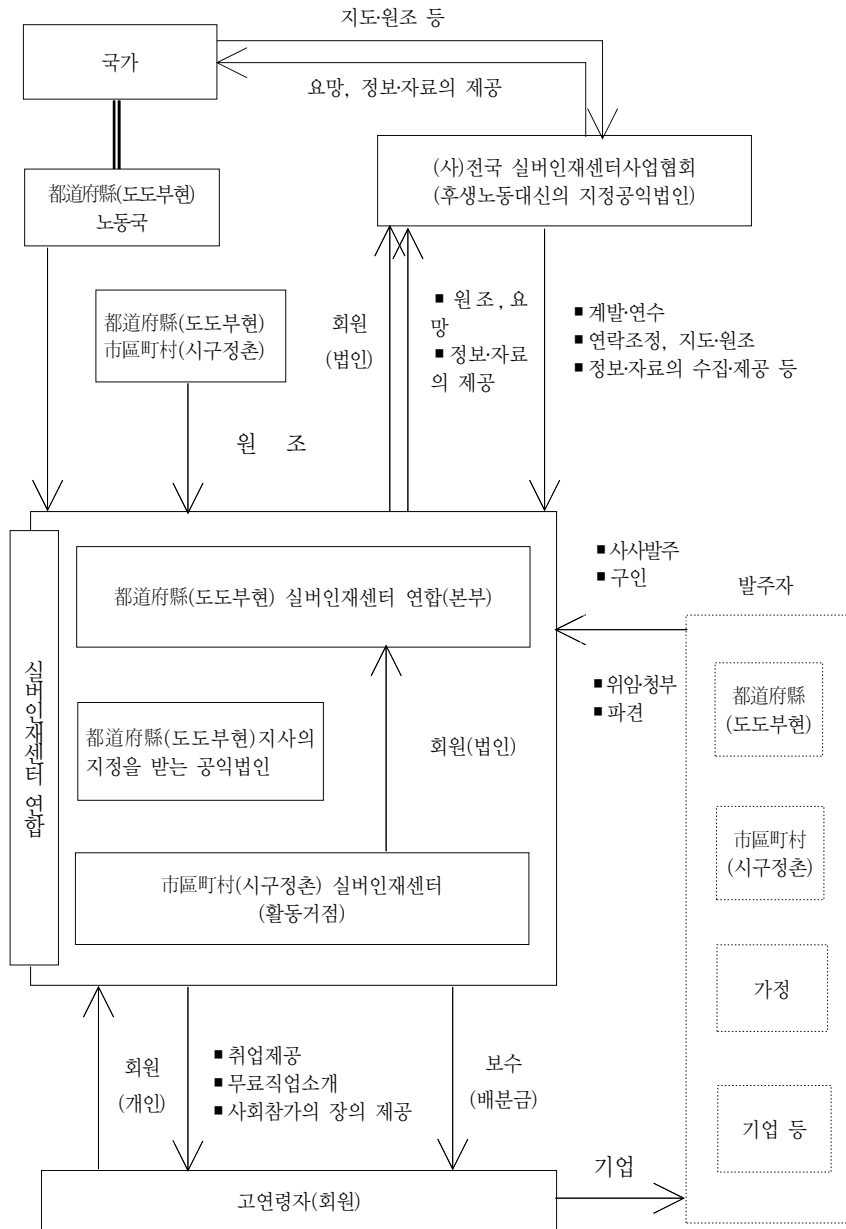 지도·원조 등
국가
요망, 정보·자료의 제공
(사)전국 실버인재센터사업협회
(후생노동대신의 지정공익법인)
都道府縣(도도부현)
노동국
都道府縣(도도부현)
市區町村(시구정촌)
회원
(법인)
■ 원조, 요
망
■ 정보·자료
의 제공
■ 계발·연수
■ 연락조정, 지도·원조
■ 정보·자료의 수집·제공 등
원 조
실버인재센터 연합
都道府縣(도도부현) 실버인재센터 연합(본부)
都道府縣(도도부현)지사의
지정을 받는 공익법인
회원(법인)
市區町村(시구정촌) 실버인재센터
(활동거점)
■ 사사발주
■ 구인
■ 위임·청부
■ 파견
발주자
都道府縣
(도도부현)
市區町村
(시구정촌)
가정
기업 등
회원
(개인)
■ 취업제공
■ 무료직업소개
■ 사회참가의 장의 제공
보수
(배분금)
기업
고연령자(회원)